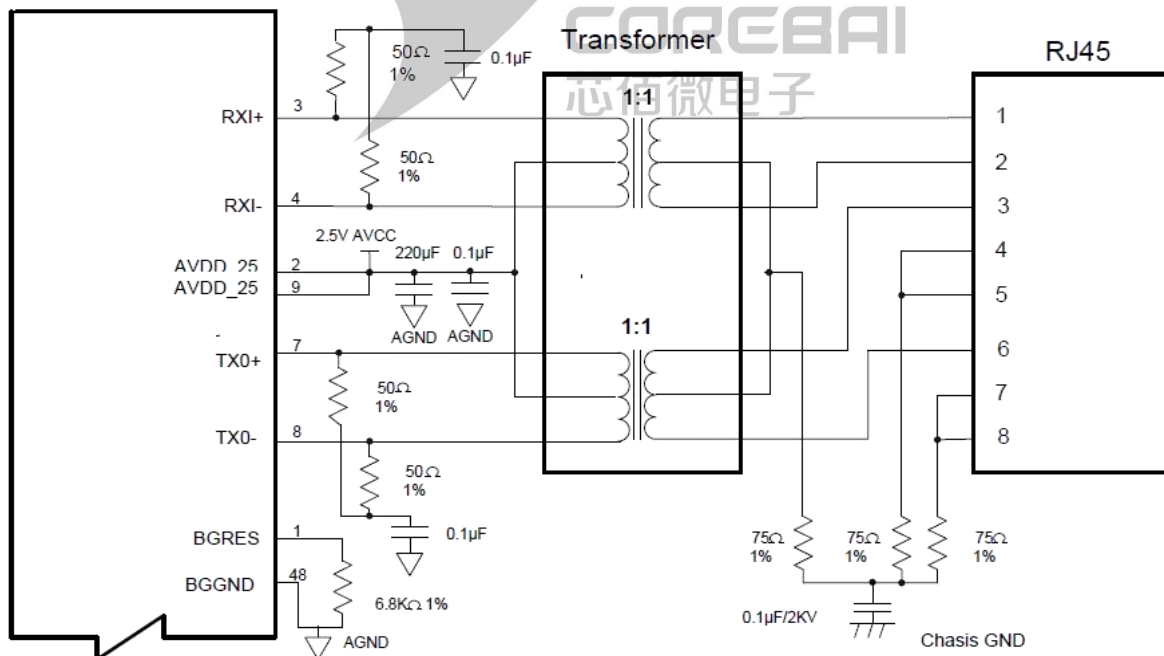 COREBAI
芯佰微电子
Transformer
RJ45
50Ω
1%
0.1µF
1:1
RXI+
3
1
50Ω
1%
2
RXI-
4
3
2.5V AVCC
220µF
0.1µF
4
AVDD_25
2
AVDD_25
9
5
AGND
AGND
1:1
TX0+
7
6
50Ω
1%
7
TX0-
8
8
50Ω
1%
BGRES
1
0.1µF
75Ω
1%
75Ω
1%
75Ω
1%
BGGND
48
6.8KΩ 1%
0.1µF/2KV
AGND
Chasis GND